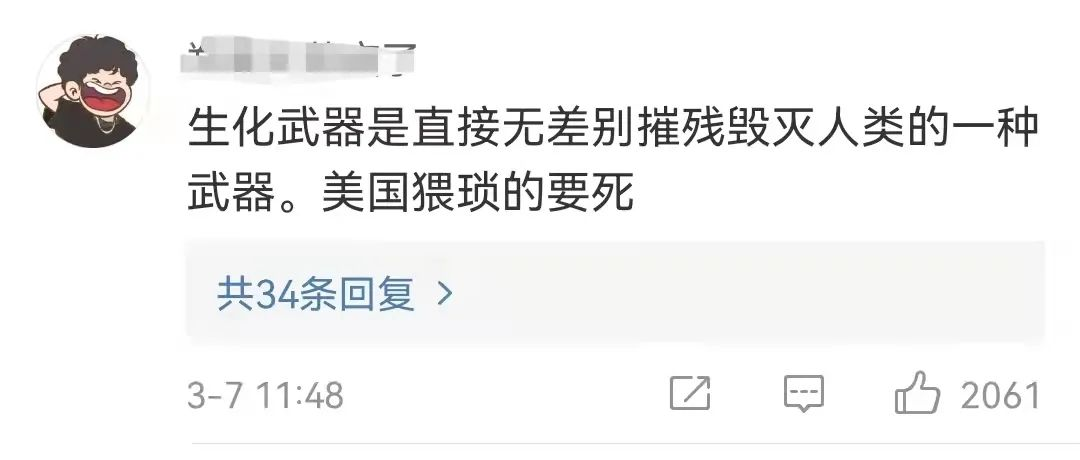 生化武器是直接无差别摧残毁灭人类的一种
武器。美国猥琐的要死
共34条回复
3-7 11:48
2061